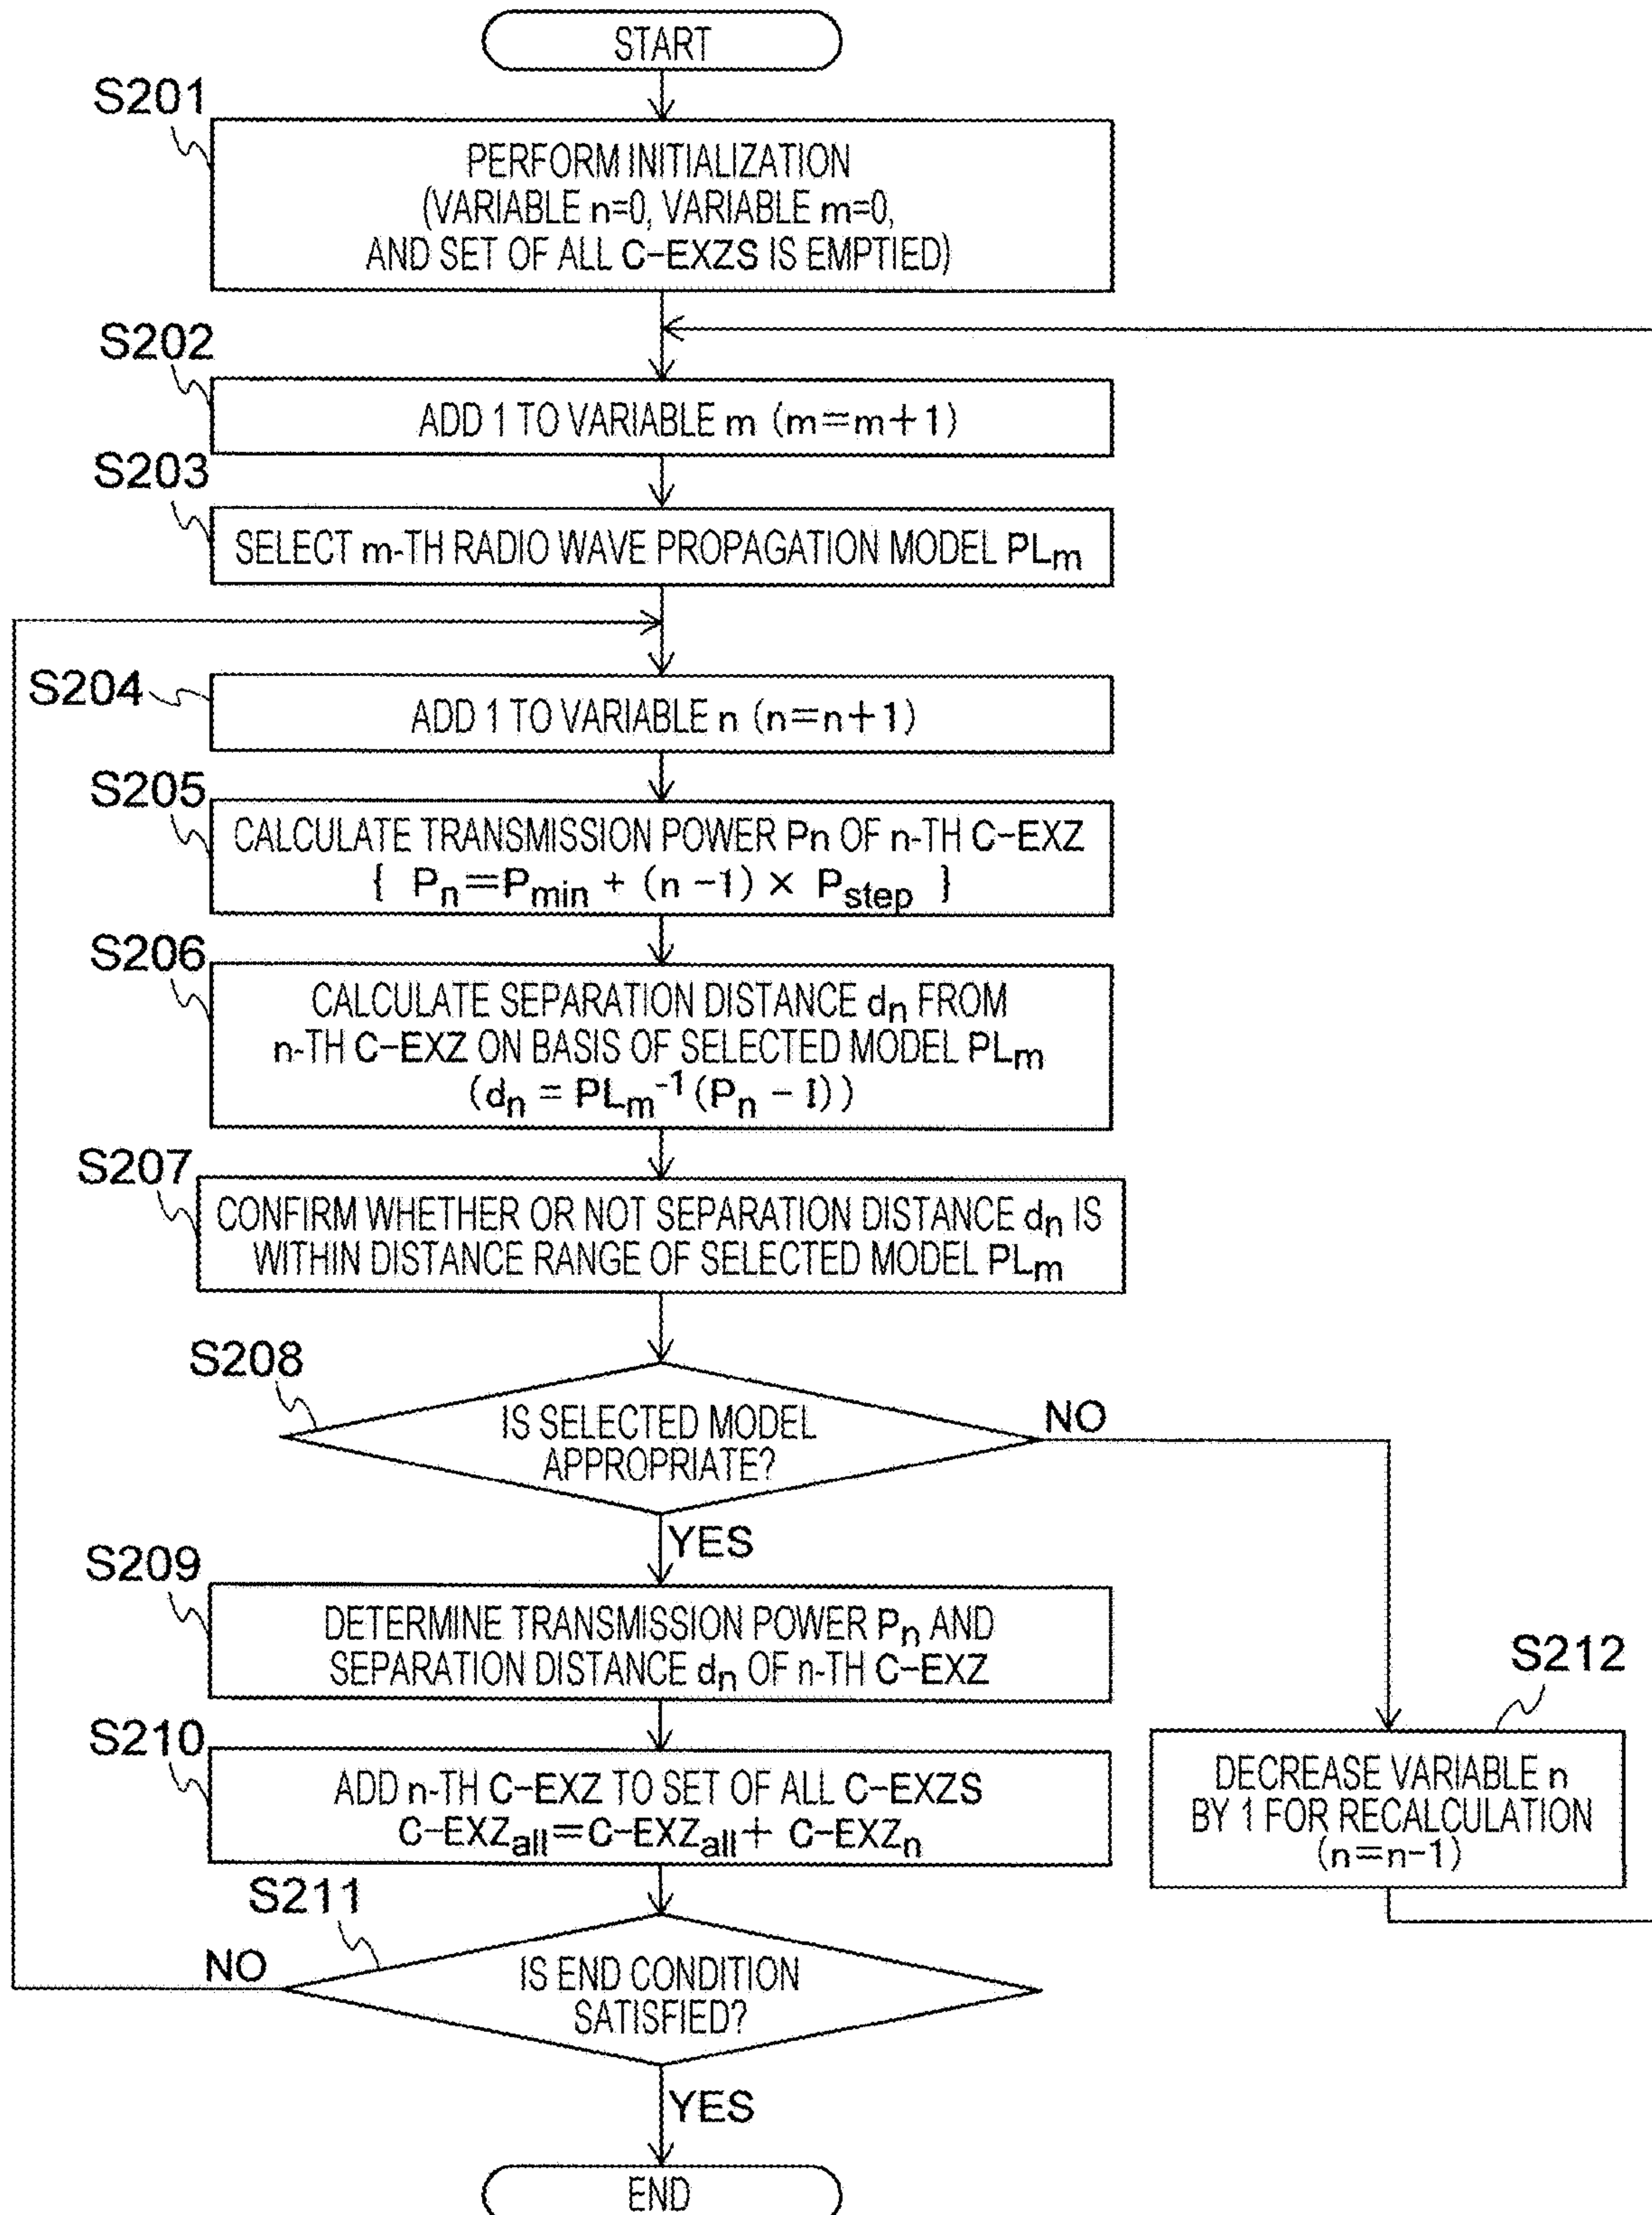 START
S201
PERFORM INITIALIZATION
(VARIABLE n=0, VARIABLE m=0,
AND SET OF ALL C-EXZS IS EMPTIED)
S202
ADD 1 TO VARIABLE m (m=m+1)
S203
SELECT m-TH RADIO WAVE PROPAGATION MODEL PLm
S204
ADD 1 TO VARIABLE n (n=n+1)
S205
CALCULATE TRANSMISSION POWER Pn OF n-TH C-EXZ
{ Pn=Pmin + (n -1) × Pstep }
S206
CALCULATE SEPARATION DISTANCE dn FROM
n-TH C-EXZ ON BASIS OF SELECTED MODEL PLm
(dn = PLm⁻¹(Pn - I))
S207
CONFIRM WHETHER OR NOT SEPARATION DISTANCE dn IS
WITHIN DISTANCE RANGE OF SELECTED MODEL PLm
S208
IS SELECTED MODEL
APPROPRIATE?
NO
YES
S209
DETERMINE TRANSMISSION POWER Pn AND
SEPARATION DISTANCE dn OF n-TH C-EXZ
S212
DECREASE VARIABLE n
BY 1 FOR RECALCULATION
(n=n-1)
S210
ADD n-TH C-EXZ TO SET OF ALL C-EXZS
C-EXZall=C-EXZall+ C-EXZn
S211
NO
IS END CONDITION
SATISFIED?
YES
END